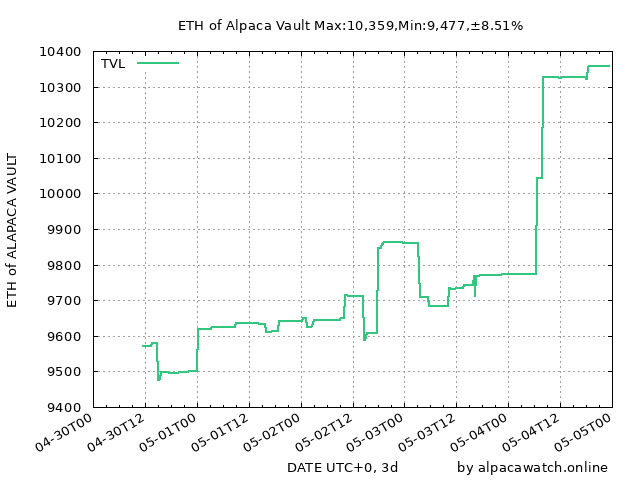 ETH of Alpaca Vault Max:10,359,Min:9,477,±8.51%
TVL
ETH of ALAPACA VAULT
10400
10300
10200
10100
10000
9900
9800
9700
9600
9500
9400
04-30T00
04-30T12
05-01T00
05-01T12
05-02T00
05-02T12
05-03T00
05-03T12
05-04T00
05-04T12
05-05T00
DATE UTC+0, 3d
by alpacawatch.online